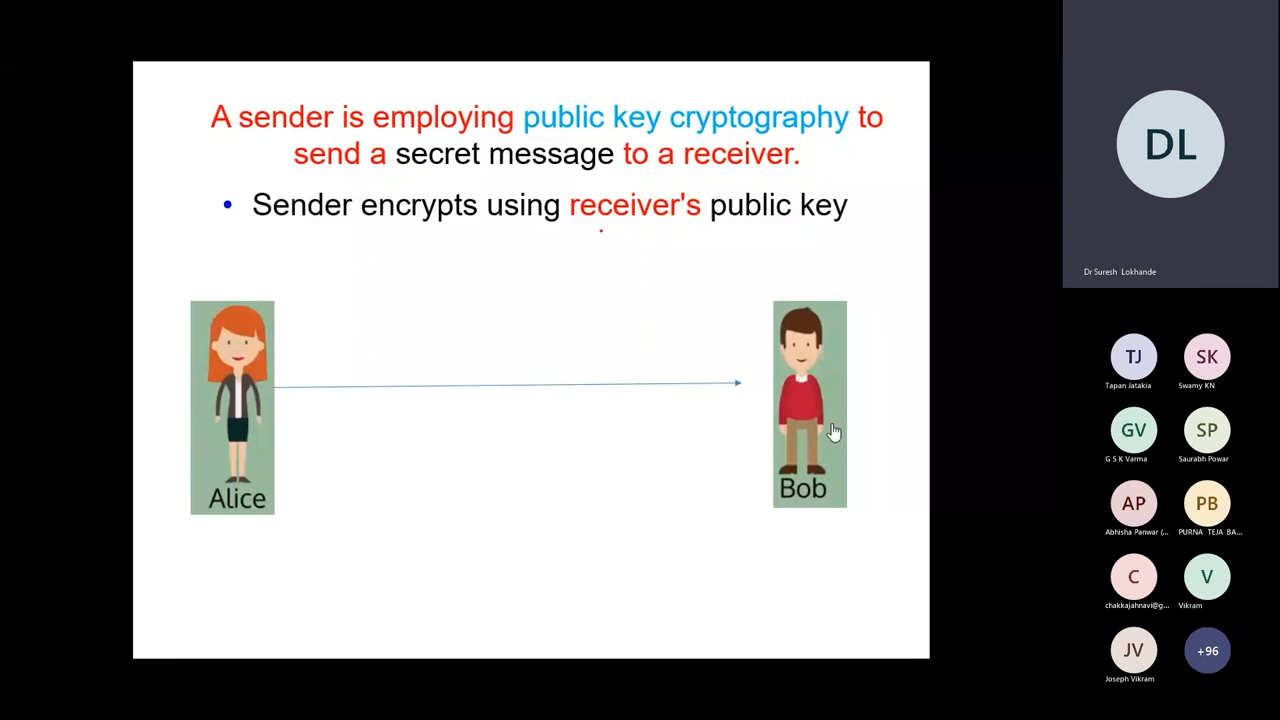 A sender is employing public key cryptography to
send a secret message to a receiver.
• Sender encrypts using receiver's public key
Alice
Bob
DL
Dr Suresh Lokhande
TJ
SK
Tapan Jatakia
Swamy KN
GV
SP
G S K Varma
Saurabh Powar
AP
PB
Abhisha Panwar (...
PURNA TEJA BA...
C
V
chakkajahnavi@g...
Vikram
JV
+96
Joseph Vikram